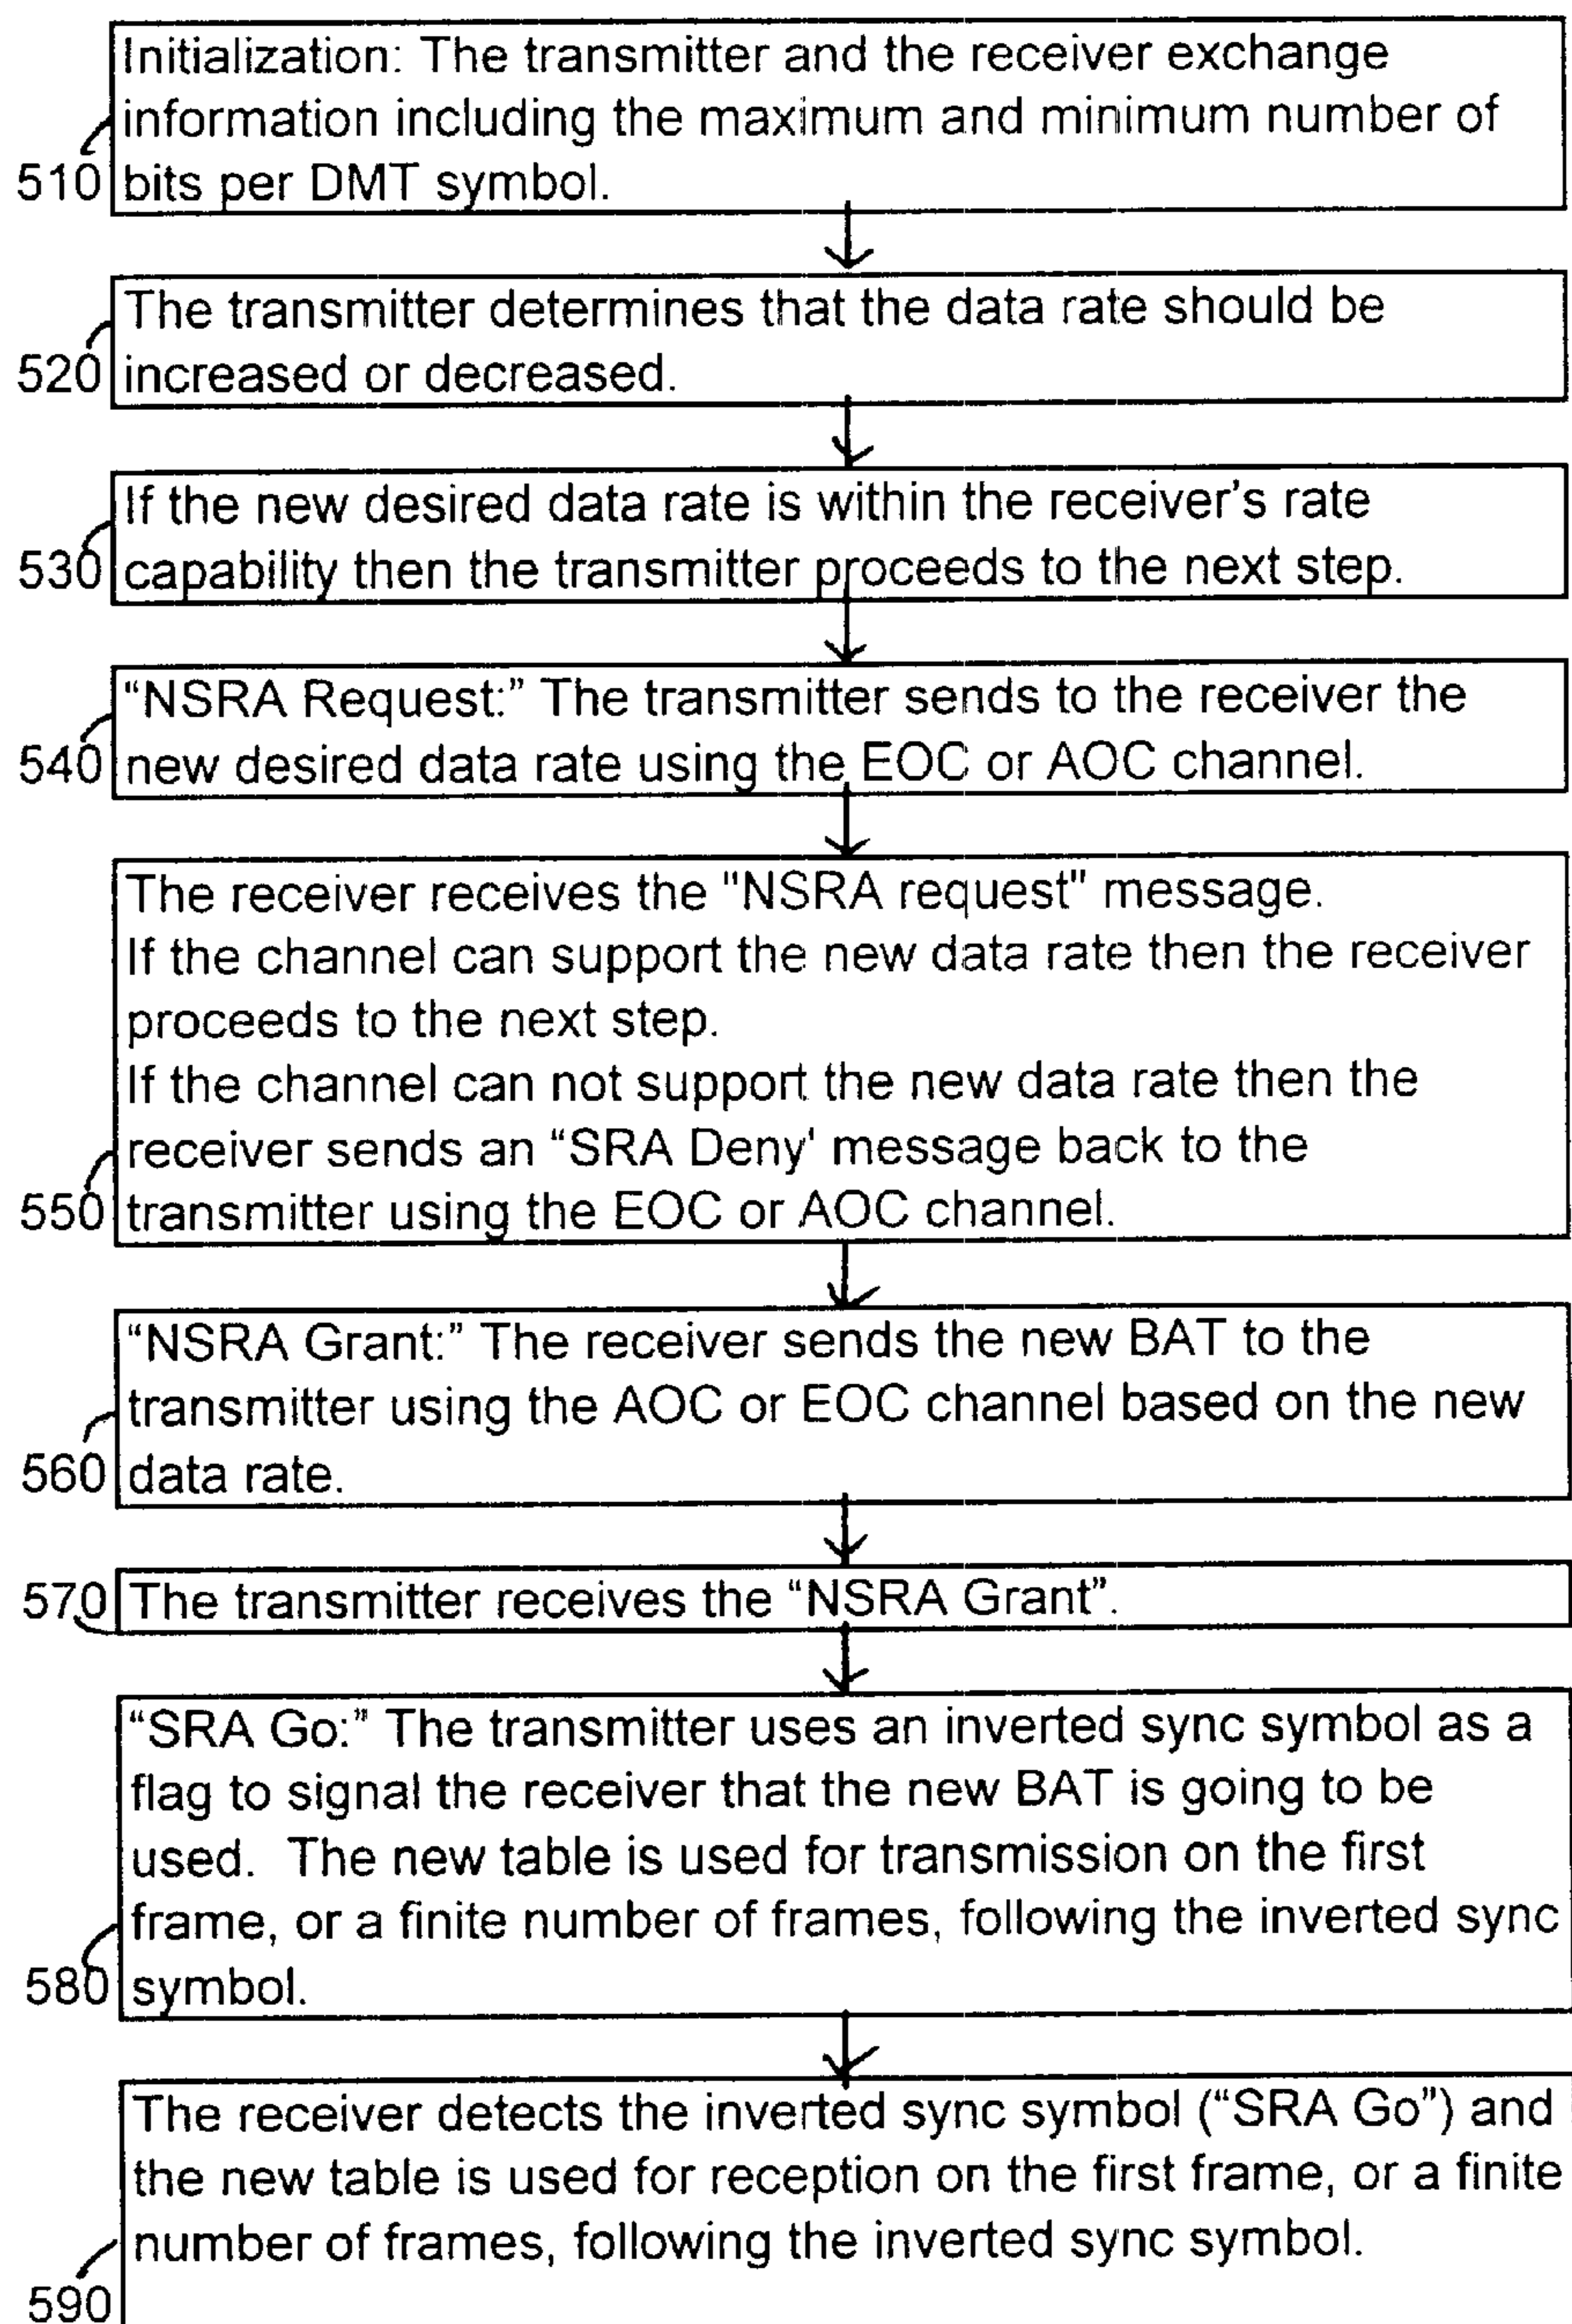 Initialization: The transmitter and the receiver exchange
information including the maximum and minimum number of
510 bits per DMT symbol.
The transmitter determines that the data rate should be
520 increased or decreased.
If the new desired data rate is within the receiver's rate
530 capability then the transmitter proceeds to the next step.
“NSRA Request:” The transmitter sends to the receiver the
540 new desired data rate using the EOC or AOC channel.
The receiver receives the "NSRA request" message.
If the channel can support the new data rate then the receiver
proceeds to the next step.
If the channel can not support the new data rate then the
receiver sends an “SRA Deny' message back to the
550 transmitter using the EOC or AOC channel.
“NSRA Grant:” The receiver sends the new BAT to the
transmitter using the AOC or EOC channel based on the new
560 data rate.
570 The transmitter receives the “NSRA Grant”.
“SRA Go:” The transmitter uses an inverted sync symbol as a
flag to signal the receiver that the new BAT is going to be
used. The new table is used for transmission on the first
frame, or a finite number of frames, following the inverted sync
580 symbol.
The receiver detects the inverted sync symbol (“SRA Go”) and
the new table is used for reception on the first frame, or a finite
number of frames, following the inverted sync symbol.
590